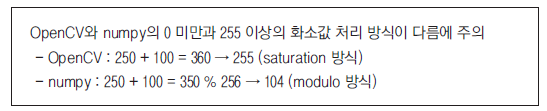 OpenCV와 numpy의 0 미만과 255 이상의 화소값 처리 방식이 다름에 주의
- OpenCV : 250 + 100 = 360 → 255 (saturation 방식)
- numpy : 250 + 100 = 350 % 256 → 104 (modulo 방식)